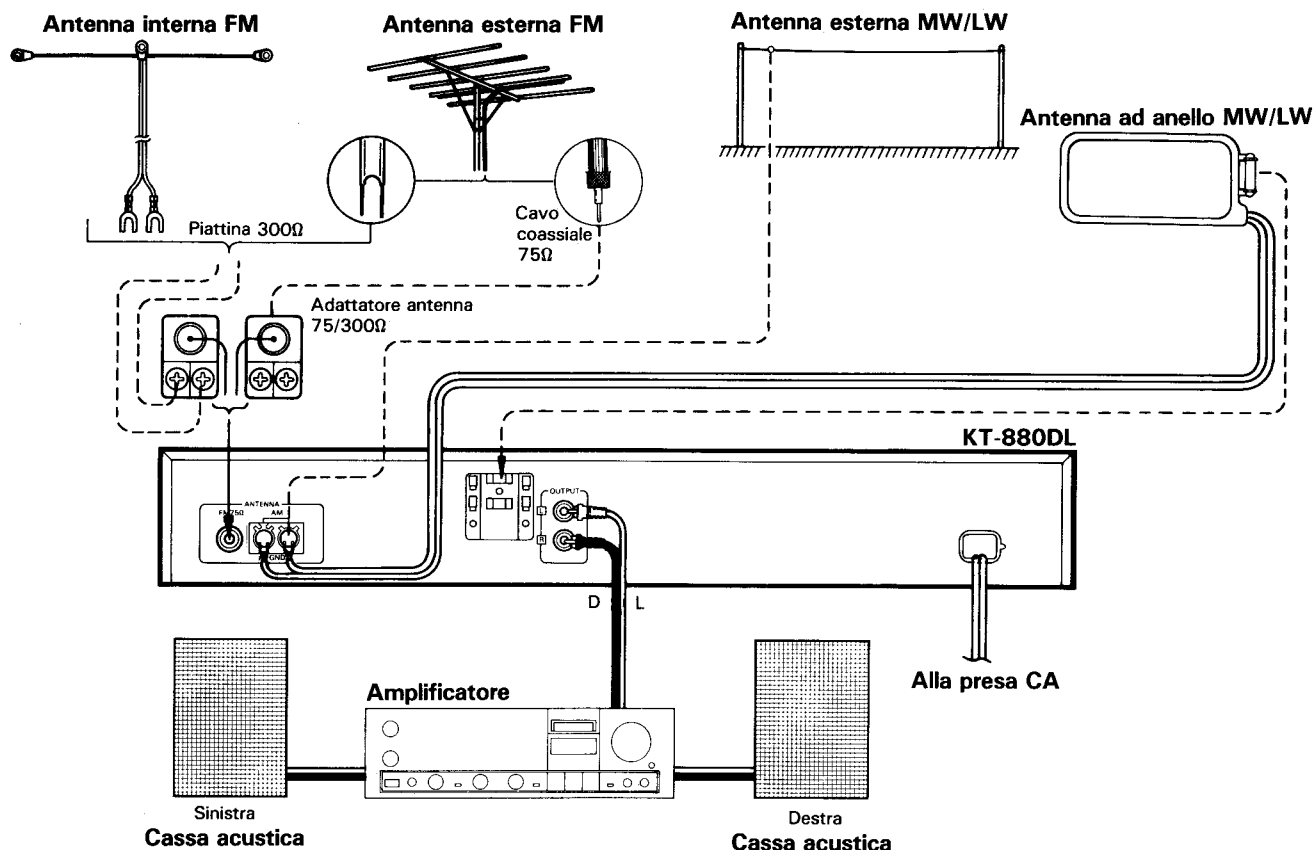 Antenna interna FM
Antenna esterna FM
Antenna esterna MW/LW
Antenna ad anello MW/LW
Piattina 300Ω
Cavo
coassiale
75Ω
Adattatore antenna
75/300Ω
KT-880DL
ANTENNA
FM 75Ω
AM
GND
OUTPUT
L
R
D
L
Alla presa CA
Amplificatore
Sinistra
Cassa acustica
Destra
Cassa acustica